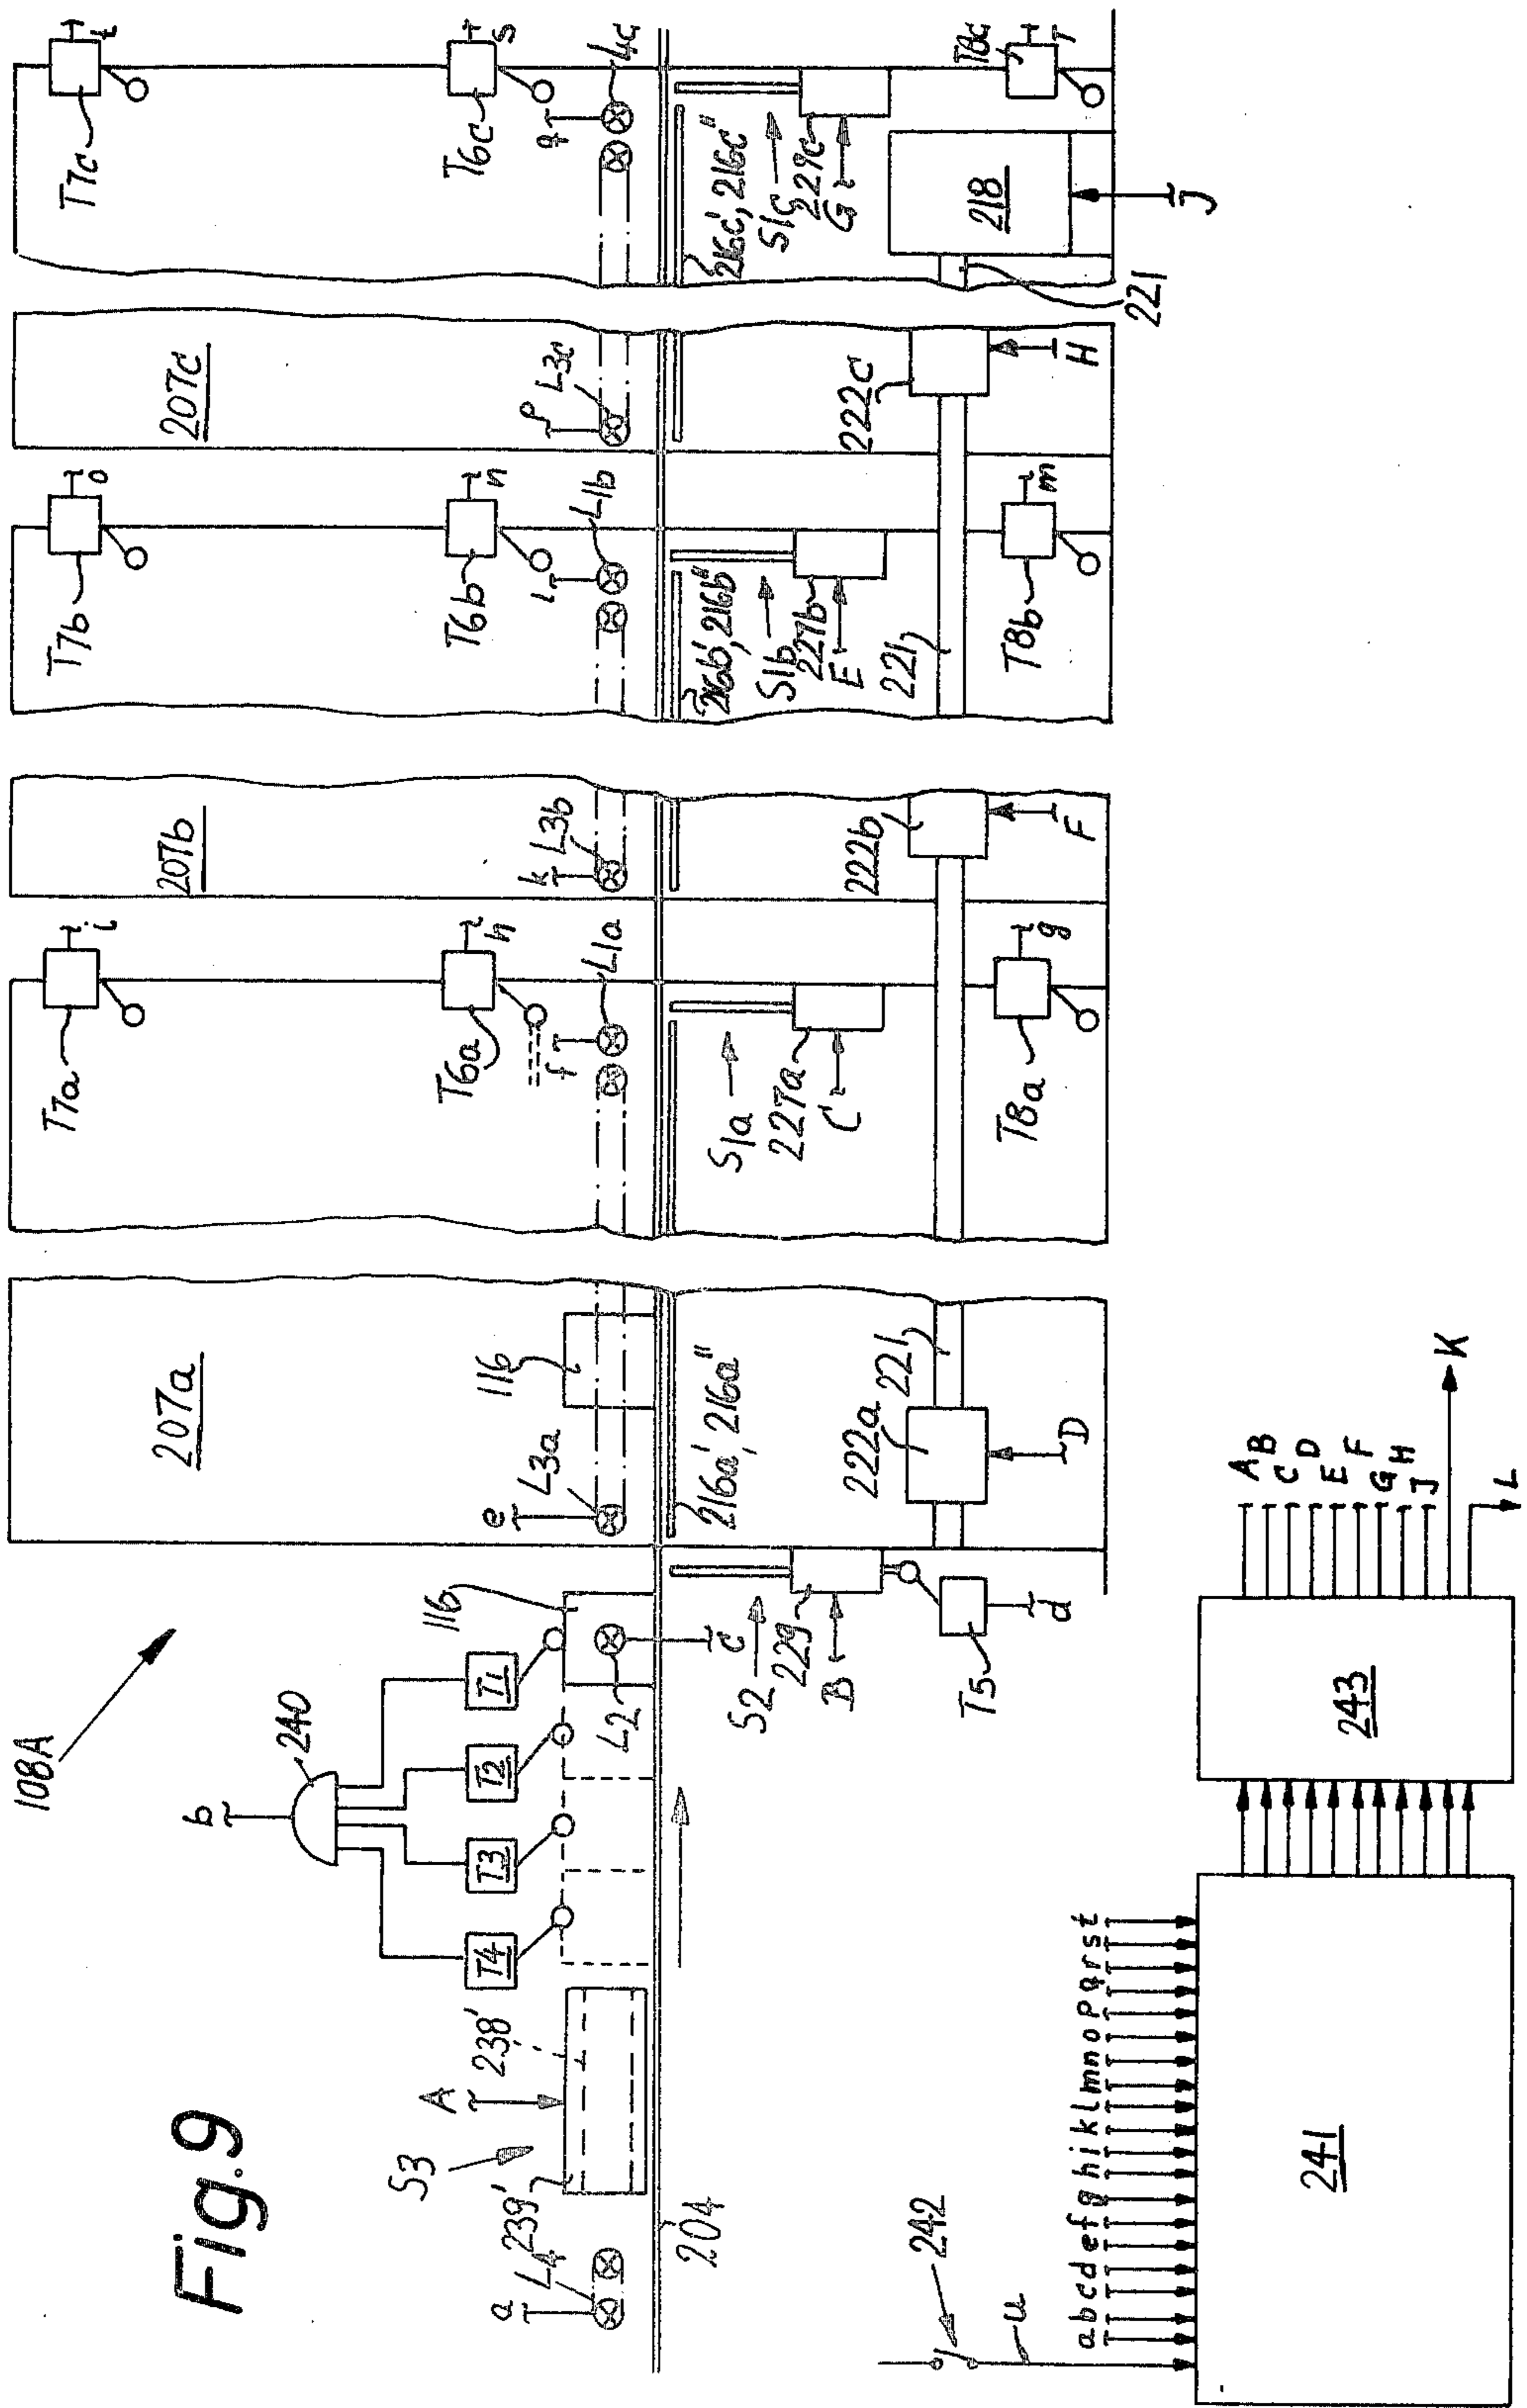 Fig.9
108A
b
240
T4
T3
T2
T1
116
S3
A
238'
239'
L4
a
204
L2
c
S2
229
B
T5
d
207a
116
e
L3a
216a', 216a"
222a
221
D
T7a
i
T6a
h
f
L1a
S1a
227a
C
T8a
g
207b
k
L3b
222b
F
T7b
o
T6b
n
l
L1b
216b', 216b"
S1b
227b
E
221
T8b
m
207c
p
L3c
222c
H
T7c
t
T6c
s
q
L4c
216c', 216c"
S1c
229c
G
T8c
T
218
J
221
242
u
a b c d e f g h i k l m n o p q r s t
241
243
A
B
C
D
E
F
G
H
J
K
L